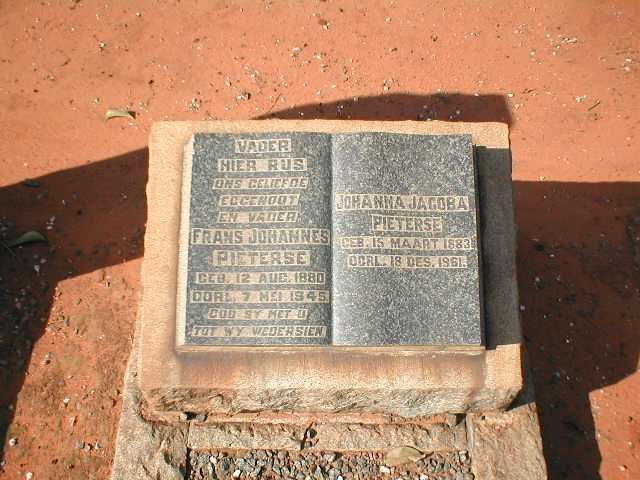 VADER
HIER RUS
ONS GELIEFDE
EGGENOOT
EN VADER
FRANS JOHANNES
PIETERSE
GEB. 12 AUG. 1880
OORL. 7 MEI 1945
GOD SY MET U
TOT WY WEDERSIEN
JOHANNA JACOBA
PIETERSE
GEB. 15 MAART 1883
OORL. 18 DES. 1961.